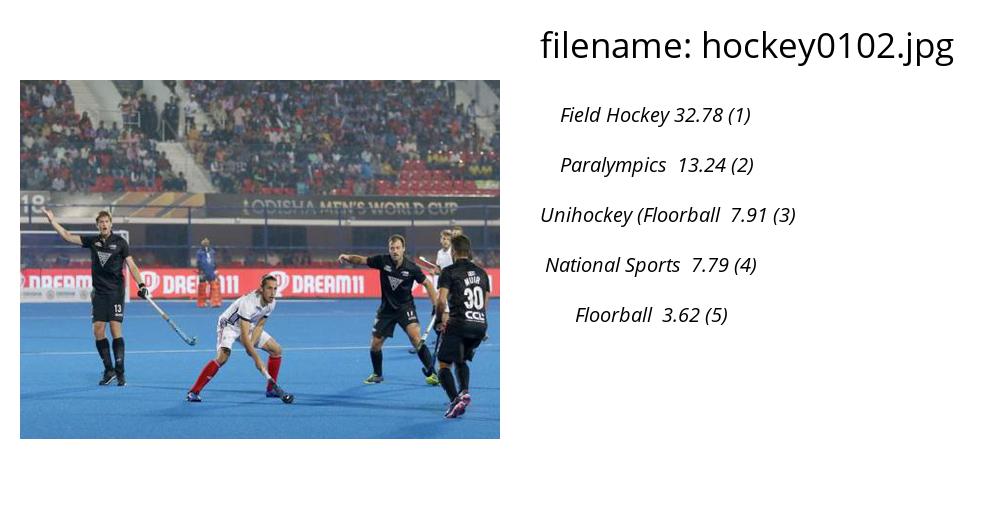 filename: hockey0102.jpg
Field Hockey 32.78 (1)
Paralympics 13.24 (2)
Unihockey (Floorball 7.91 (3)
National Sports 7.79 (4)
Floorball 3.62 (5)
18
ODISHA MEN'S WORLD CUP
DREAM11
DREAM11
13
MUIR
30
CCL